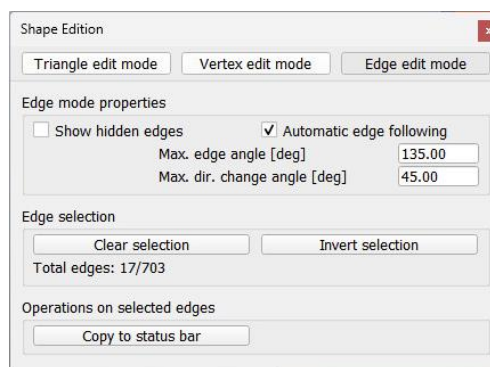 Shape Edition
Triangle edit mode Vertex edit mode Edge edit mode
Edge mode properties
Show hidden edges Automatic edge following
Max. edge angle [deg] 135.00
Max. dir. change angle [deg] 45.00
Edge selection
Clear selection Invert selection
Total edges: 17/703
Operations on selected edges
Copy to status bar